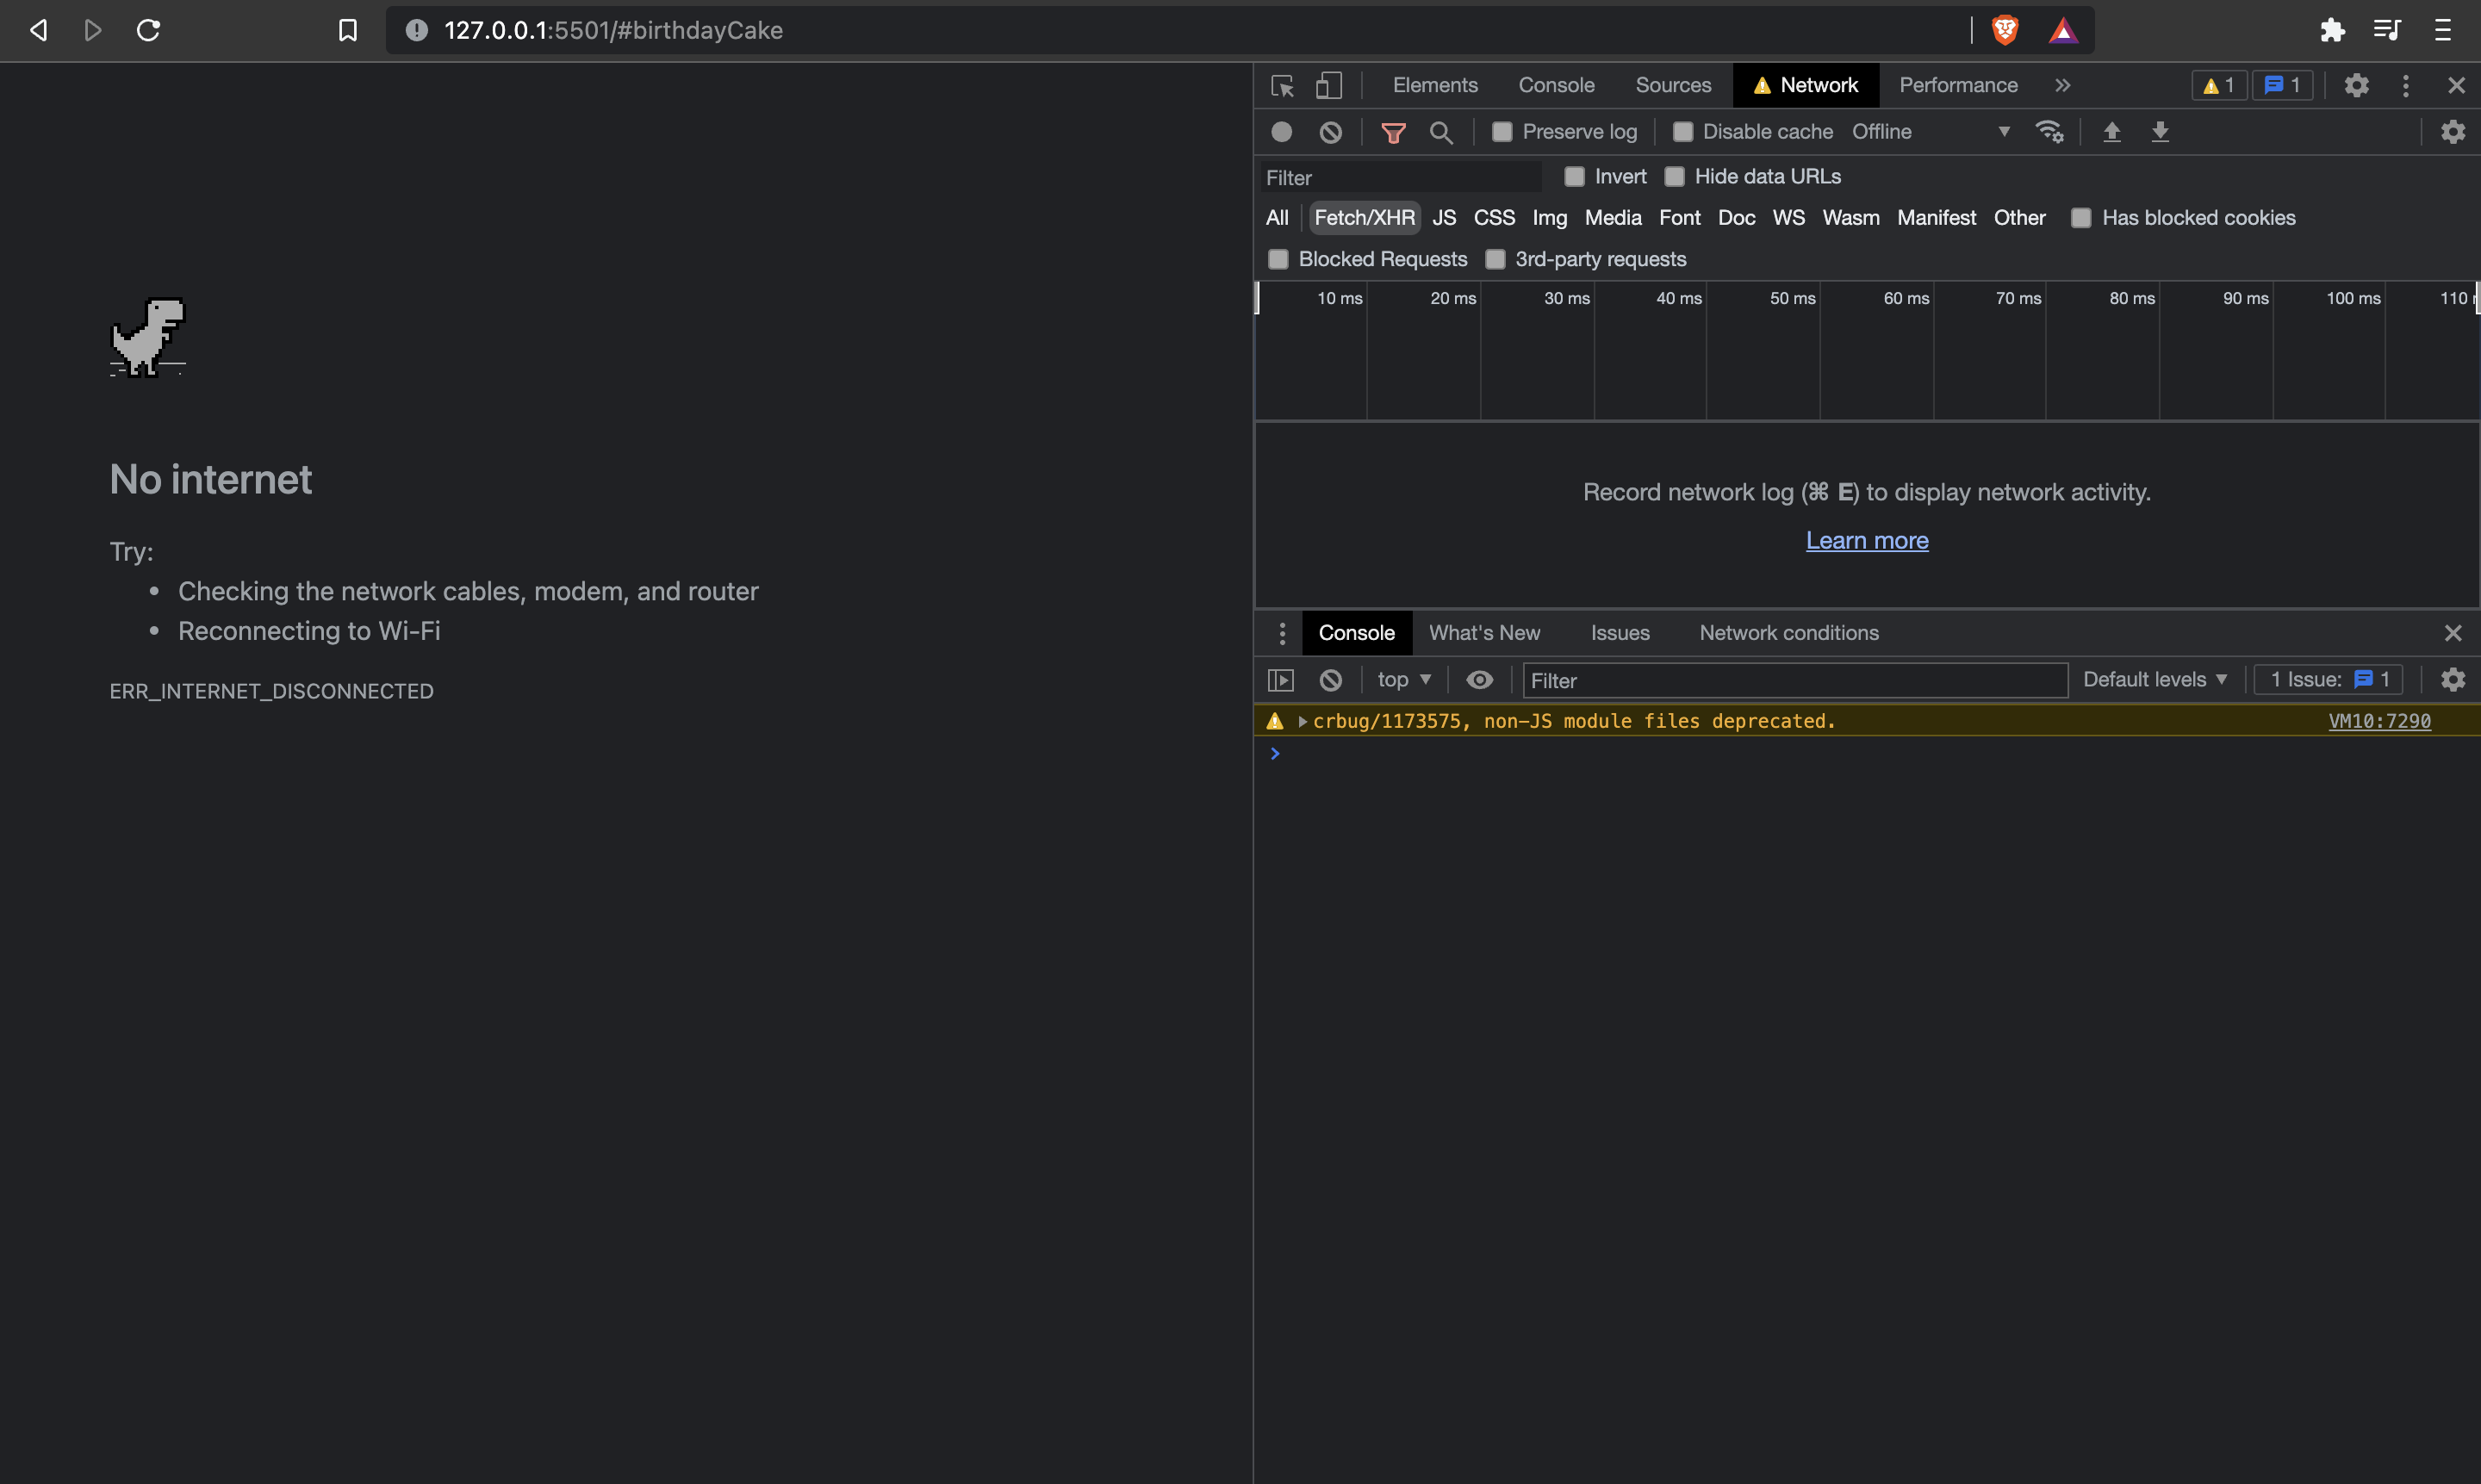 127.0.0.1:5501/#birthdayCake
Elements Console Sources Network Performance 1 1
Preserve log Disable cache Offline
Filter Invert Hide data URLs
All Fetch/XHR JS CSS Img Media Font Doc WS Wasm Manifest Other Has blocked cookies
Blocked Requests 3rd-party requests
10 ms 20 ms 30 ms 40 ms 50 ms 60 ms 70 ms 80 ms 90 ms 100 ms 110
Record network log (⌘ E) to display network activity.
Learn more
No internet
Try:
• Checking the network cables, modem, and router
• Reconnecting to Wi-Fi
ERR_INTERNET_DISCONNECTED
Console What's New Issues Network conditions
top Filter Default levels 1 Issue: 1
crbug/1173575, non-JS module files deprecated. VM10:7290